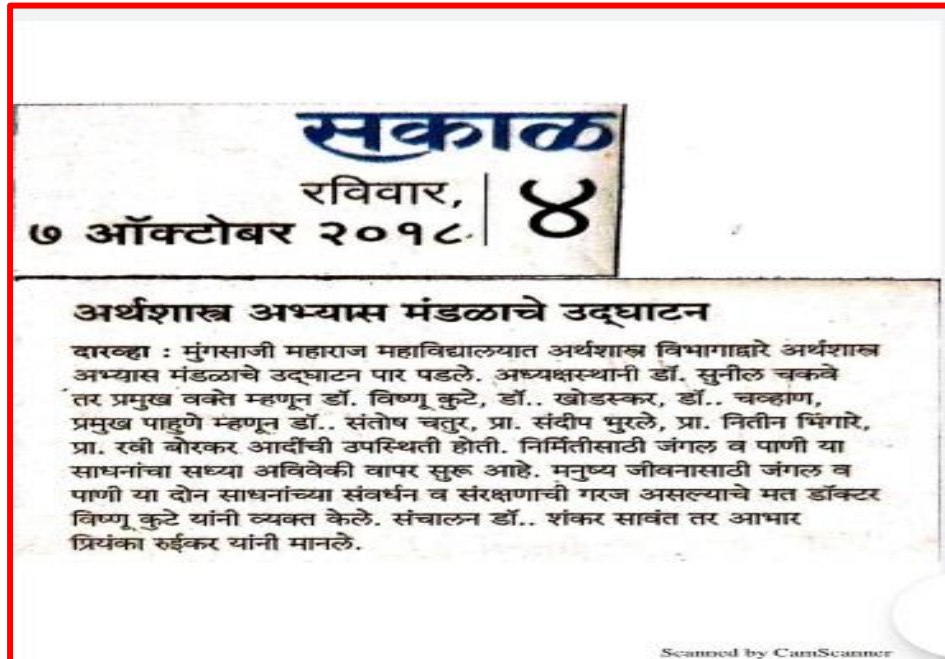 सकाळ
रविवार,
७ ऑक्टोबर २०१८
४
अर्थशास्त्र अभ्यास मंडळाचे उद्‌घाटन
दारव्हा : मुंगसाजी महाराज महाविद्यालयात अर्थशास्त्र विभागाद्वारे अर्थशास्त्र
अभ्यास मंडळाचे उद्‌घाटन पार पडले. अध्यक्षस्थानी डॉ. सुनील चकवे
तर प्रमुख वक्ते म्हणून डॉ. विष्णू कुटे, डॉ.. खोडस्कर, डॉ.. चव्हाण,
प्रमुख पाहुणे म्हणून डॉ.. संतोष चतुर, प्रा. संदीप भुरले, प्रा. नितीन भिंगारे,
प्रा. रवी बोरकर आदींची उपस्थिती होती. निर्मितीसाठी जंगल व पाणी या
साधनांचा सध्या अविवेकी वापर सुरू आहे. मनुष्य जीवनासाठी जंगल व
पाणी या दोन साधनांच्या संवर्धन व संरक्षणाची गरज असल्याचे मत डॉक्टर
विष्णू कुटे यांनी व्यक्त केले. संचालन डॉ.. शंकर सावंत तर आभार
प्रियंका रुईकर यांनी मानले.
Scanned by CamScanner